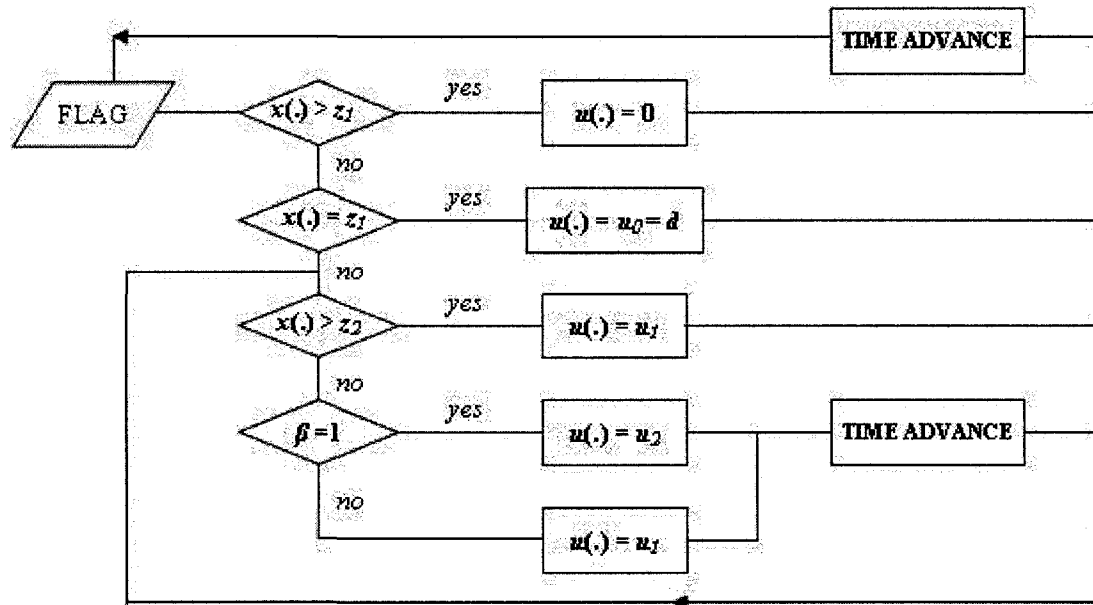 TIME ADVANCE
FLAG
x(.) > z₁
yes
u(.) = 0
no
x(.) = z₁
yes
u(.) = u₀ = d
no
x(.) > z₂
yes
u(.) = u₁
no
β = 1
yes
u(.) = u₂
TIME ADVANCE
no
u(.) = u₁